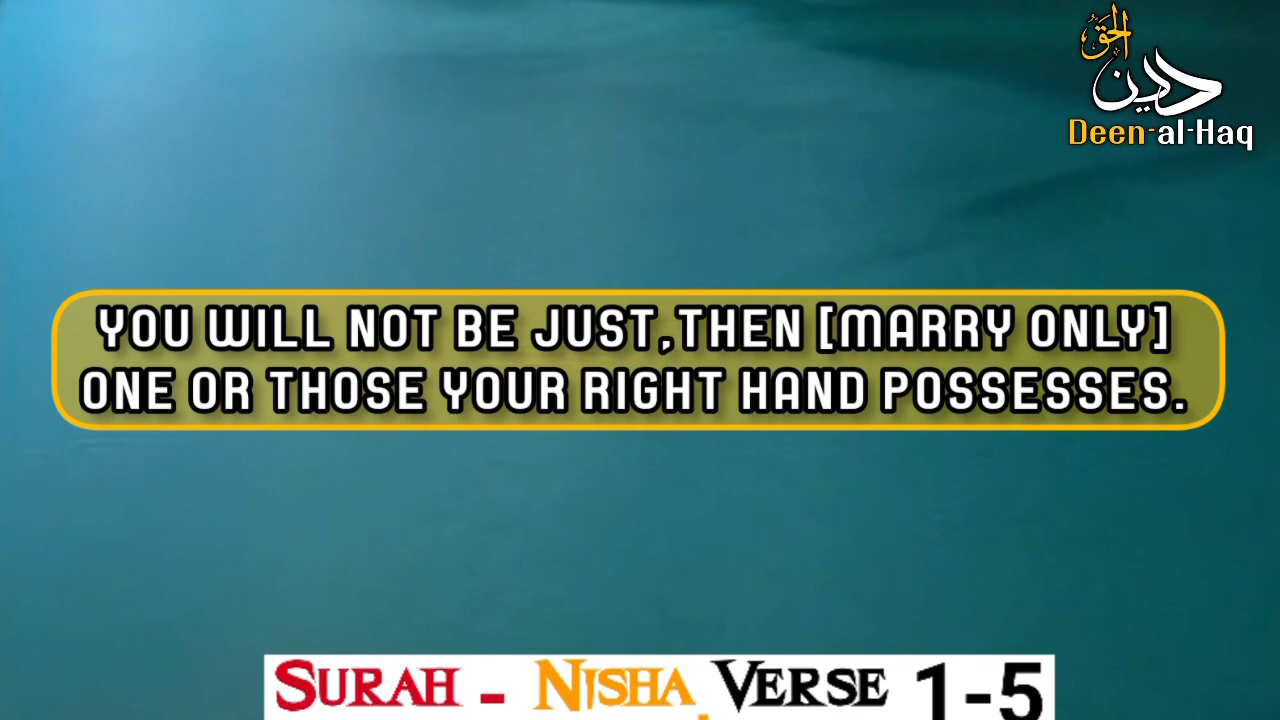 الحق
دين
Deen-al-Haq
YOU WILL NOT BE JUST,THEN [MARRY ONLY]
ONE OR THOSE YOUR RIGHT HAND POSSESSES.
SURAH - NISHA VERSE 1-5